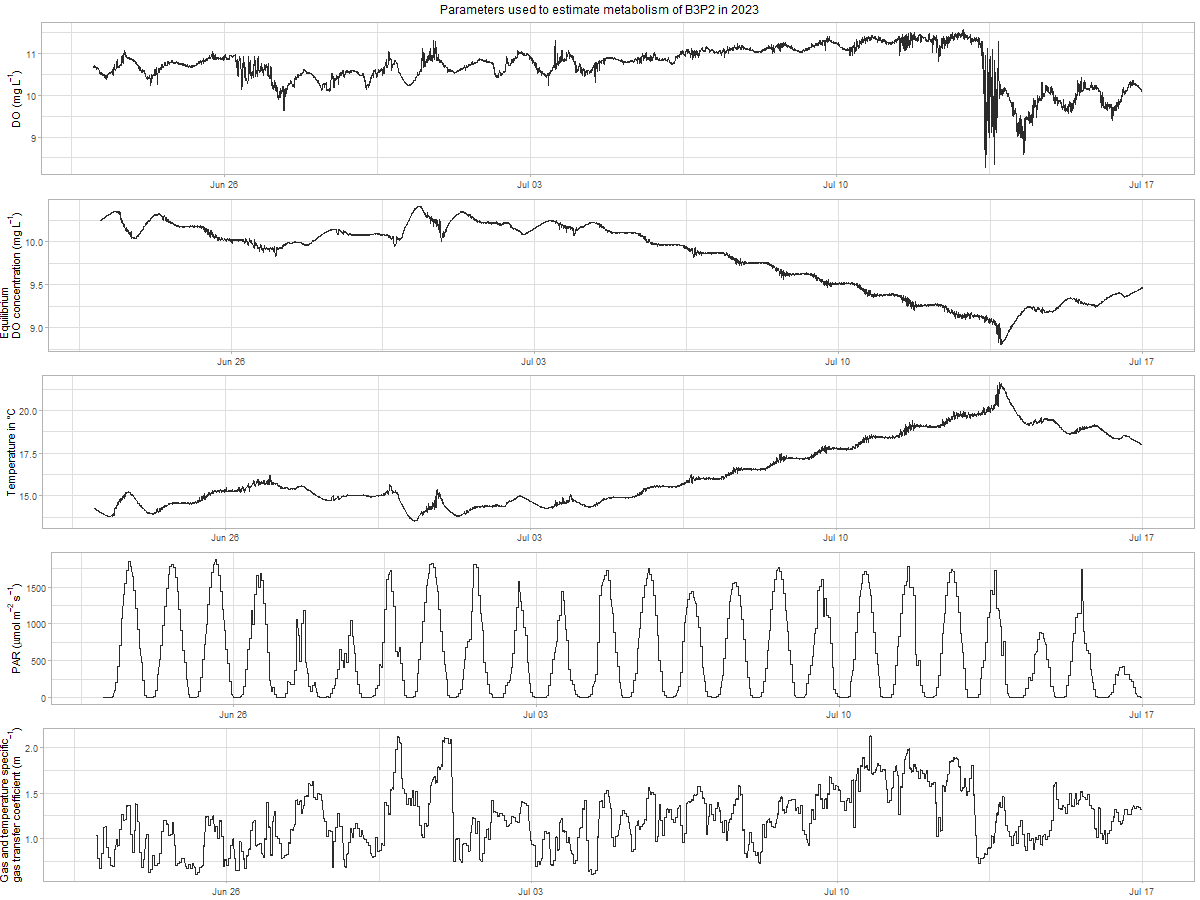 Parameters used to estimate metabolism of B3P2 in 2023
DO (mg L⁻¹)
11
10
9
Jun 26
Jul 03
Jul 10
Jul 17
Equilibrium
DO concentration (mg L⁻¹)
10.0
9.5
9.0
Jun 26
Jul 03
Jul 10
Jul 17
Temperature in °C
20.0
17.5
15.0
Jun 26
Jul 03
Jul 10
Jul 17
PAR (umol m⁻² s⁻¹)
1500
1000
500
0
Jun 26
Jul 03
Jul 10
Jul 17
Gas and temperature specific
gas transfer coefficient (m⁻¹)
2.0
1.5
1.0
Jun 26
Jul 03
Jul 10
Jul 17